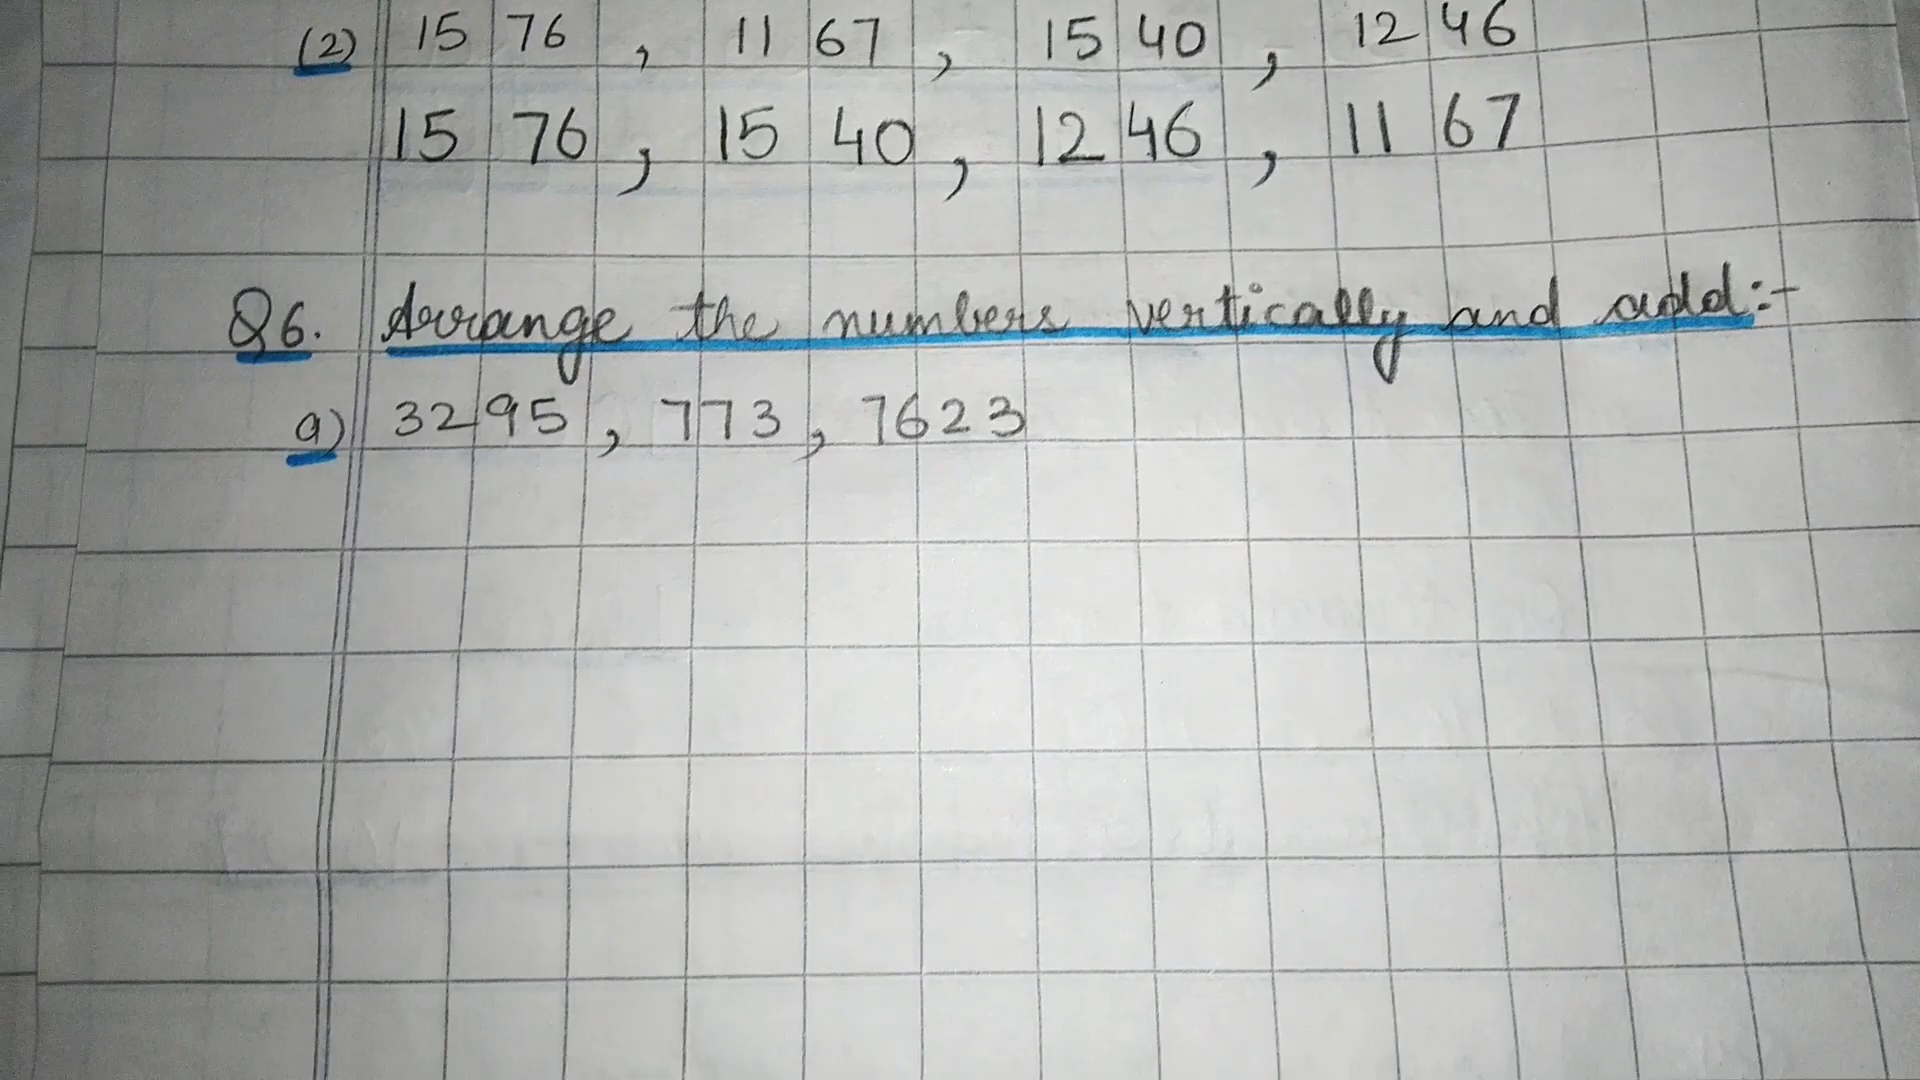 (2) 1576, 1167, 1540, 1246
1576, 1540, 1246, 1167
Q6. Arrange the numbers vertically and add:-
a) 3295, 773, 7623